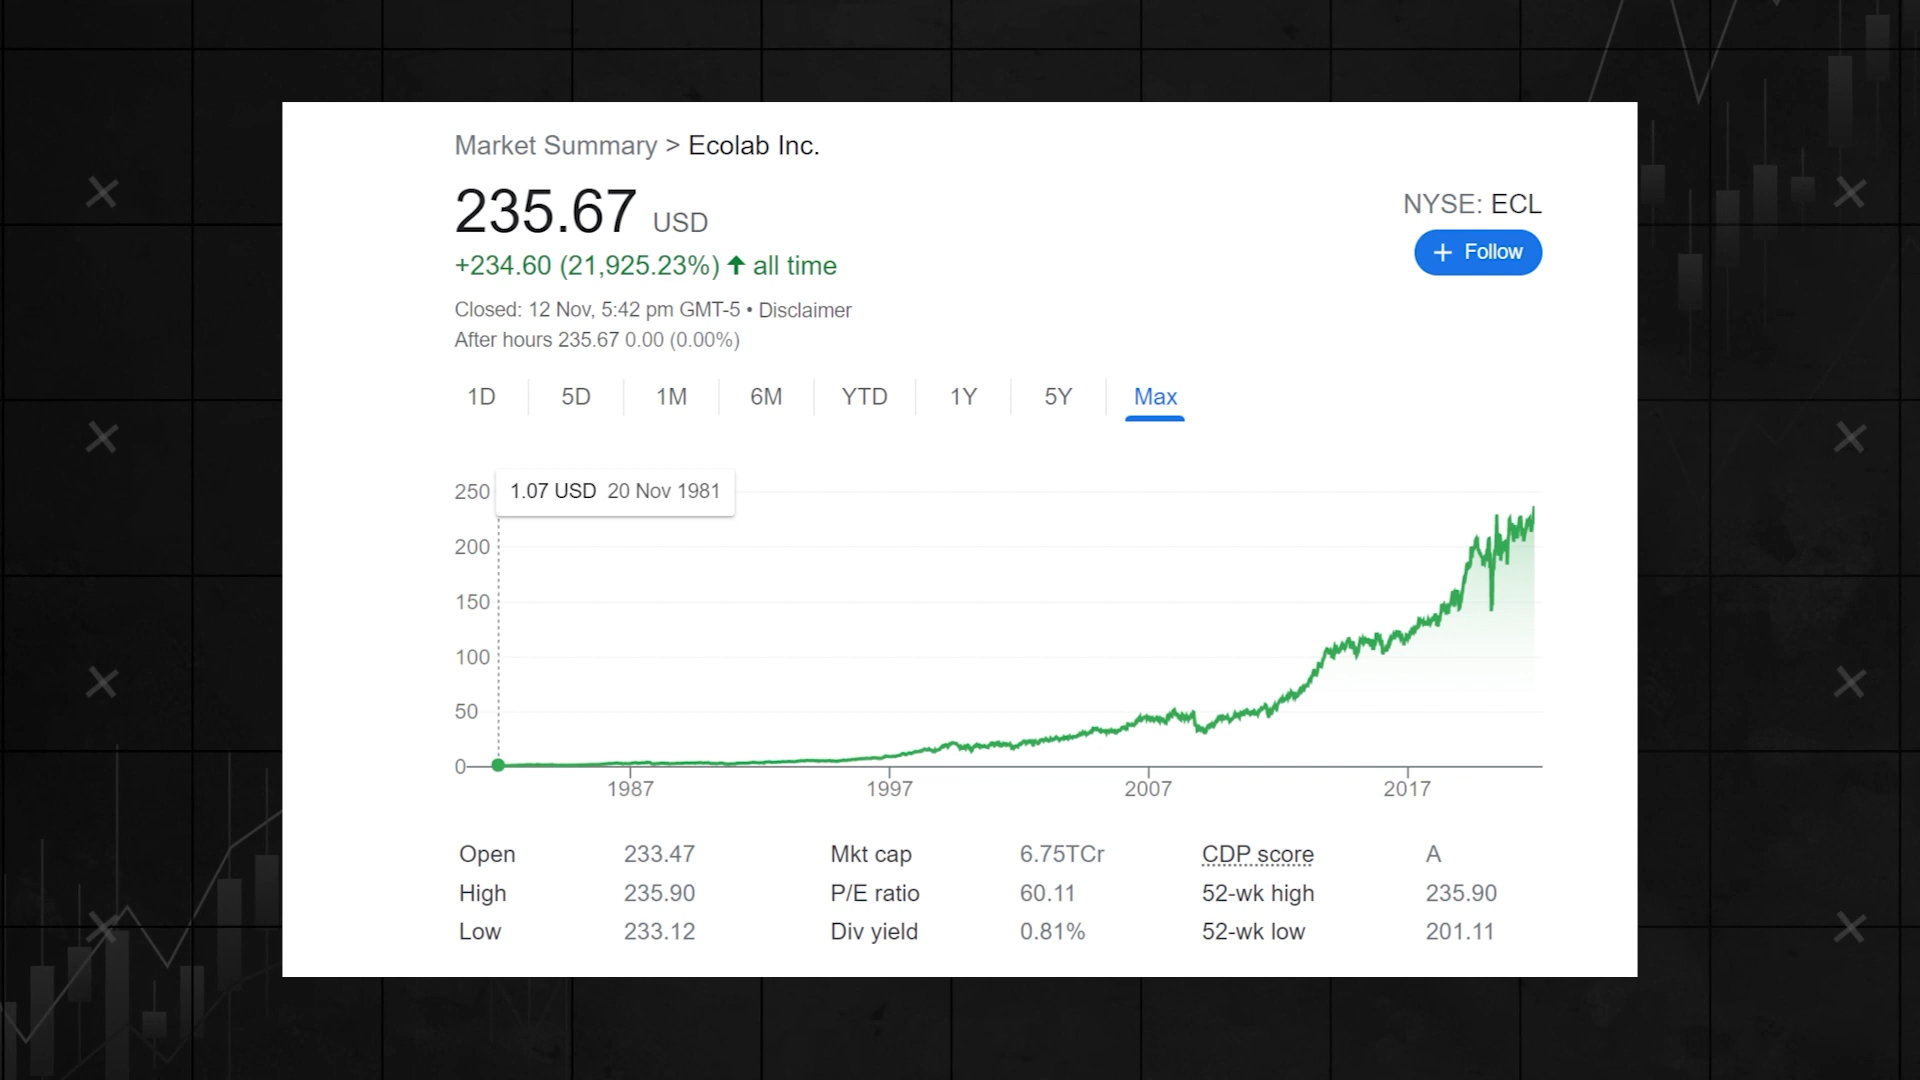 Market Summary > Ecolab Inc.
235.67 USD
NYSE: ECL
+234.60 (21,925.23%) ↑ all time
+ Follow
Closed: 12 Nov, 5:42 pm GMT-5 • Disclaimer
After hours 235.67 0.00 (0.00%)
1D 5D 1M 6M YTD 1Y 5Y Max
250
1.07 USD 20 Nov 1981
200
150
100
50
0
1987 1997 2007 2017
Open 233.47 Mkt cap 6.75TCr CDP score A
High 235.90 P/E ratio 60.11 52-wk high 235.90
Low 233.12 Div yield 0.81% 52-wk low 201.11